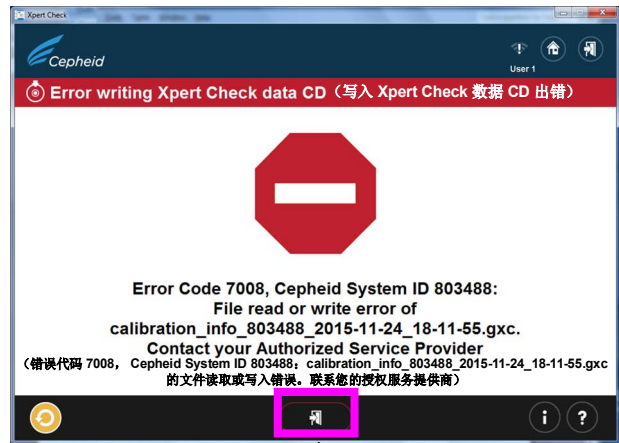 Xpert Check
Cepheid
User 1
Error writing Xpert Check data CD（写入 Xpert Check 数据 CD 出错）
Error Code 7008, Cepheid System ID 803488:
File read or write error of
calibration_info_803488_2015-11-24_18-11-55.gxc.
Contact your Authorized Service Provider
（错误代码 7008， Cepheid System ID 803488：calibration_info_803488_2015-11-24_18-11-55.gxc
的文件读取或写入错误。联系您的授权服务提供商）
i ?